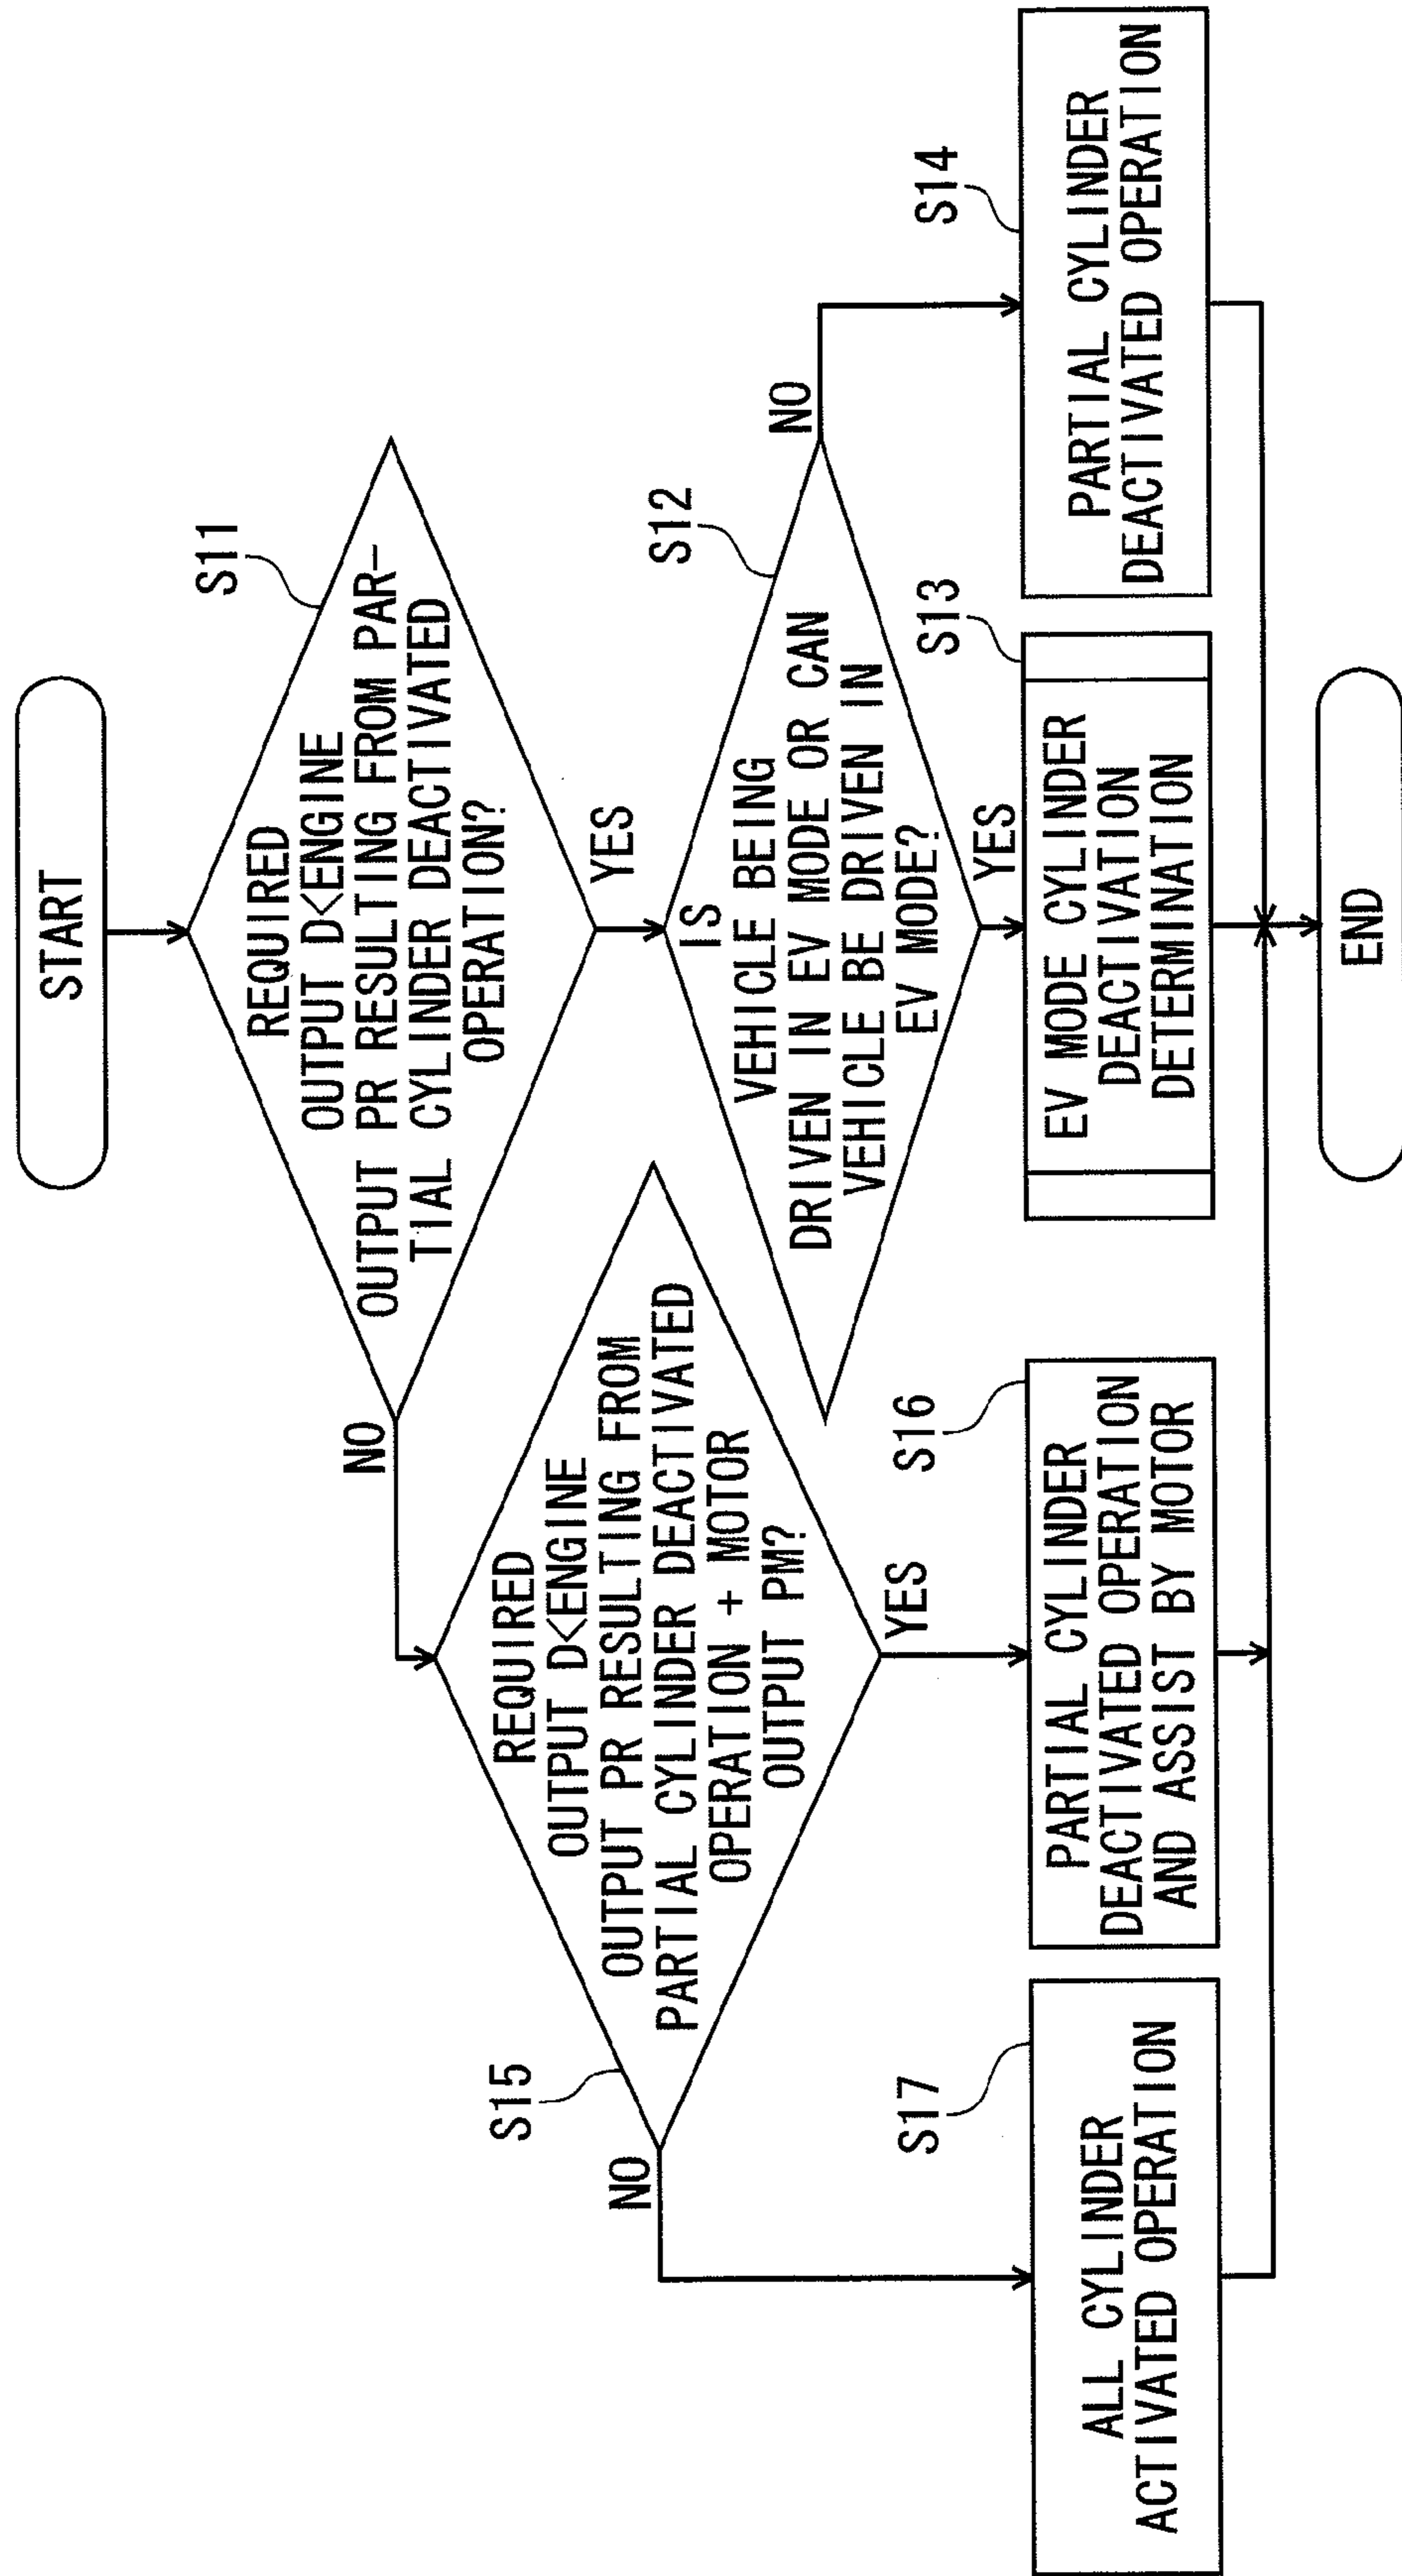 START
S11
REQUIRED
OUTPUT D<ENGINE
OUTPUT PR RESULTING FROM PAR-
TIAL CYLINDER DEACTIVATED
OPERATION?
NO
YES
S12
IS
VEHICLE BEING
DRIVEN IN EV MODE OR CAN
VEHICLE BE DRIVEN IN
EV MODE?
NO
YES
S15
REQUIRED
OUTPUT D<ENGINE
OUTPUT PR RESULTING FROM
PARTIAL CYLINDER DEACTIVATED
OPERATION + MOTOR
OUTPUT PM?
NO
YES
S17
ALL CYLINDER
ACTIVATED OPERATION
S16
PARTIAL CYLINDER
DEACTIVATED OPERATION
AND ASSIST BY MOTOR
S13
EV MODE CYLINDER
DEACTIVATION
DETERMINATION
S14
PARTIAL CYLINDER
DEACTIVATED OPERATION
END